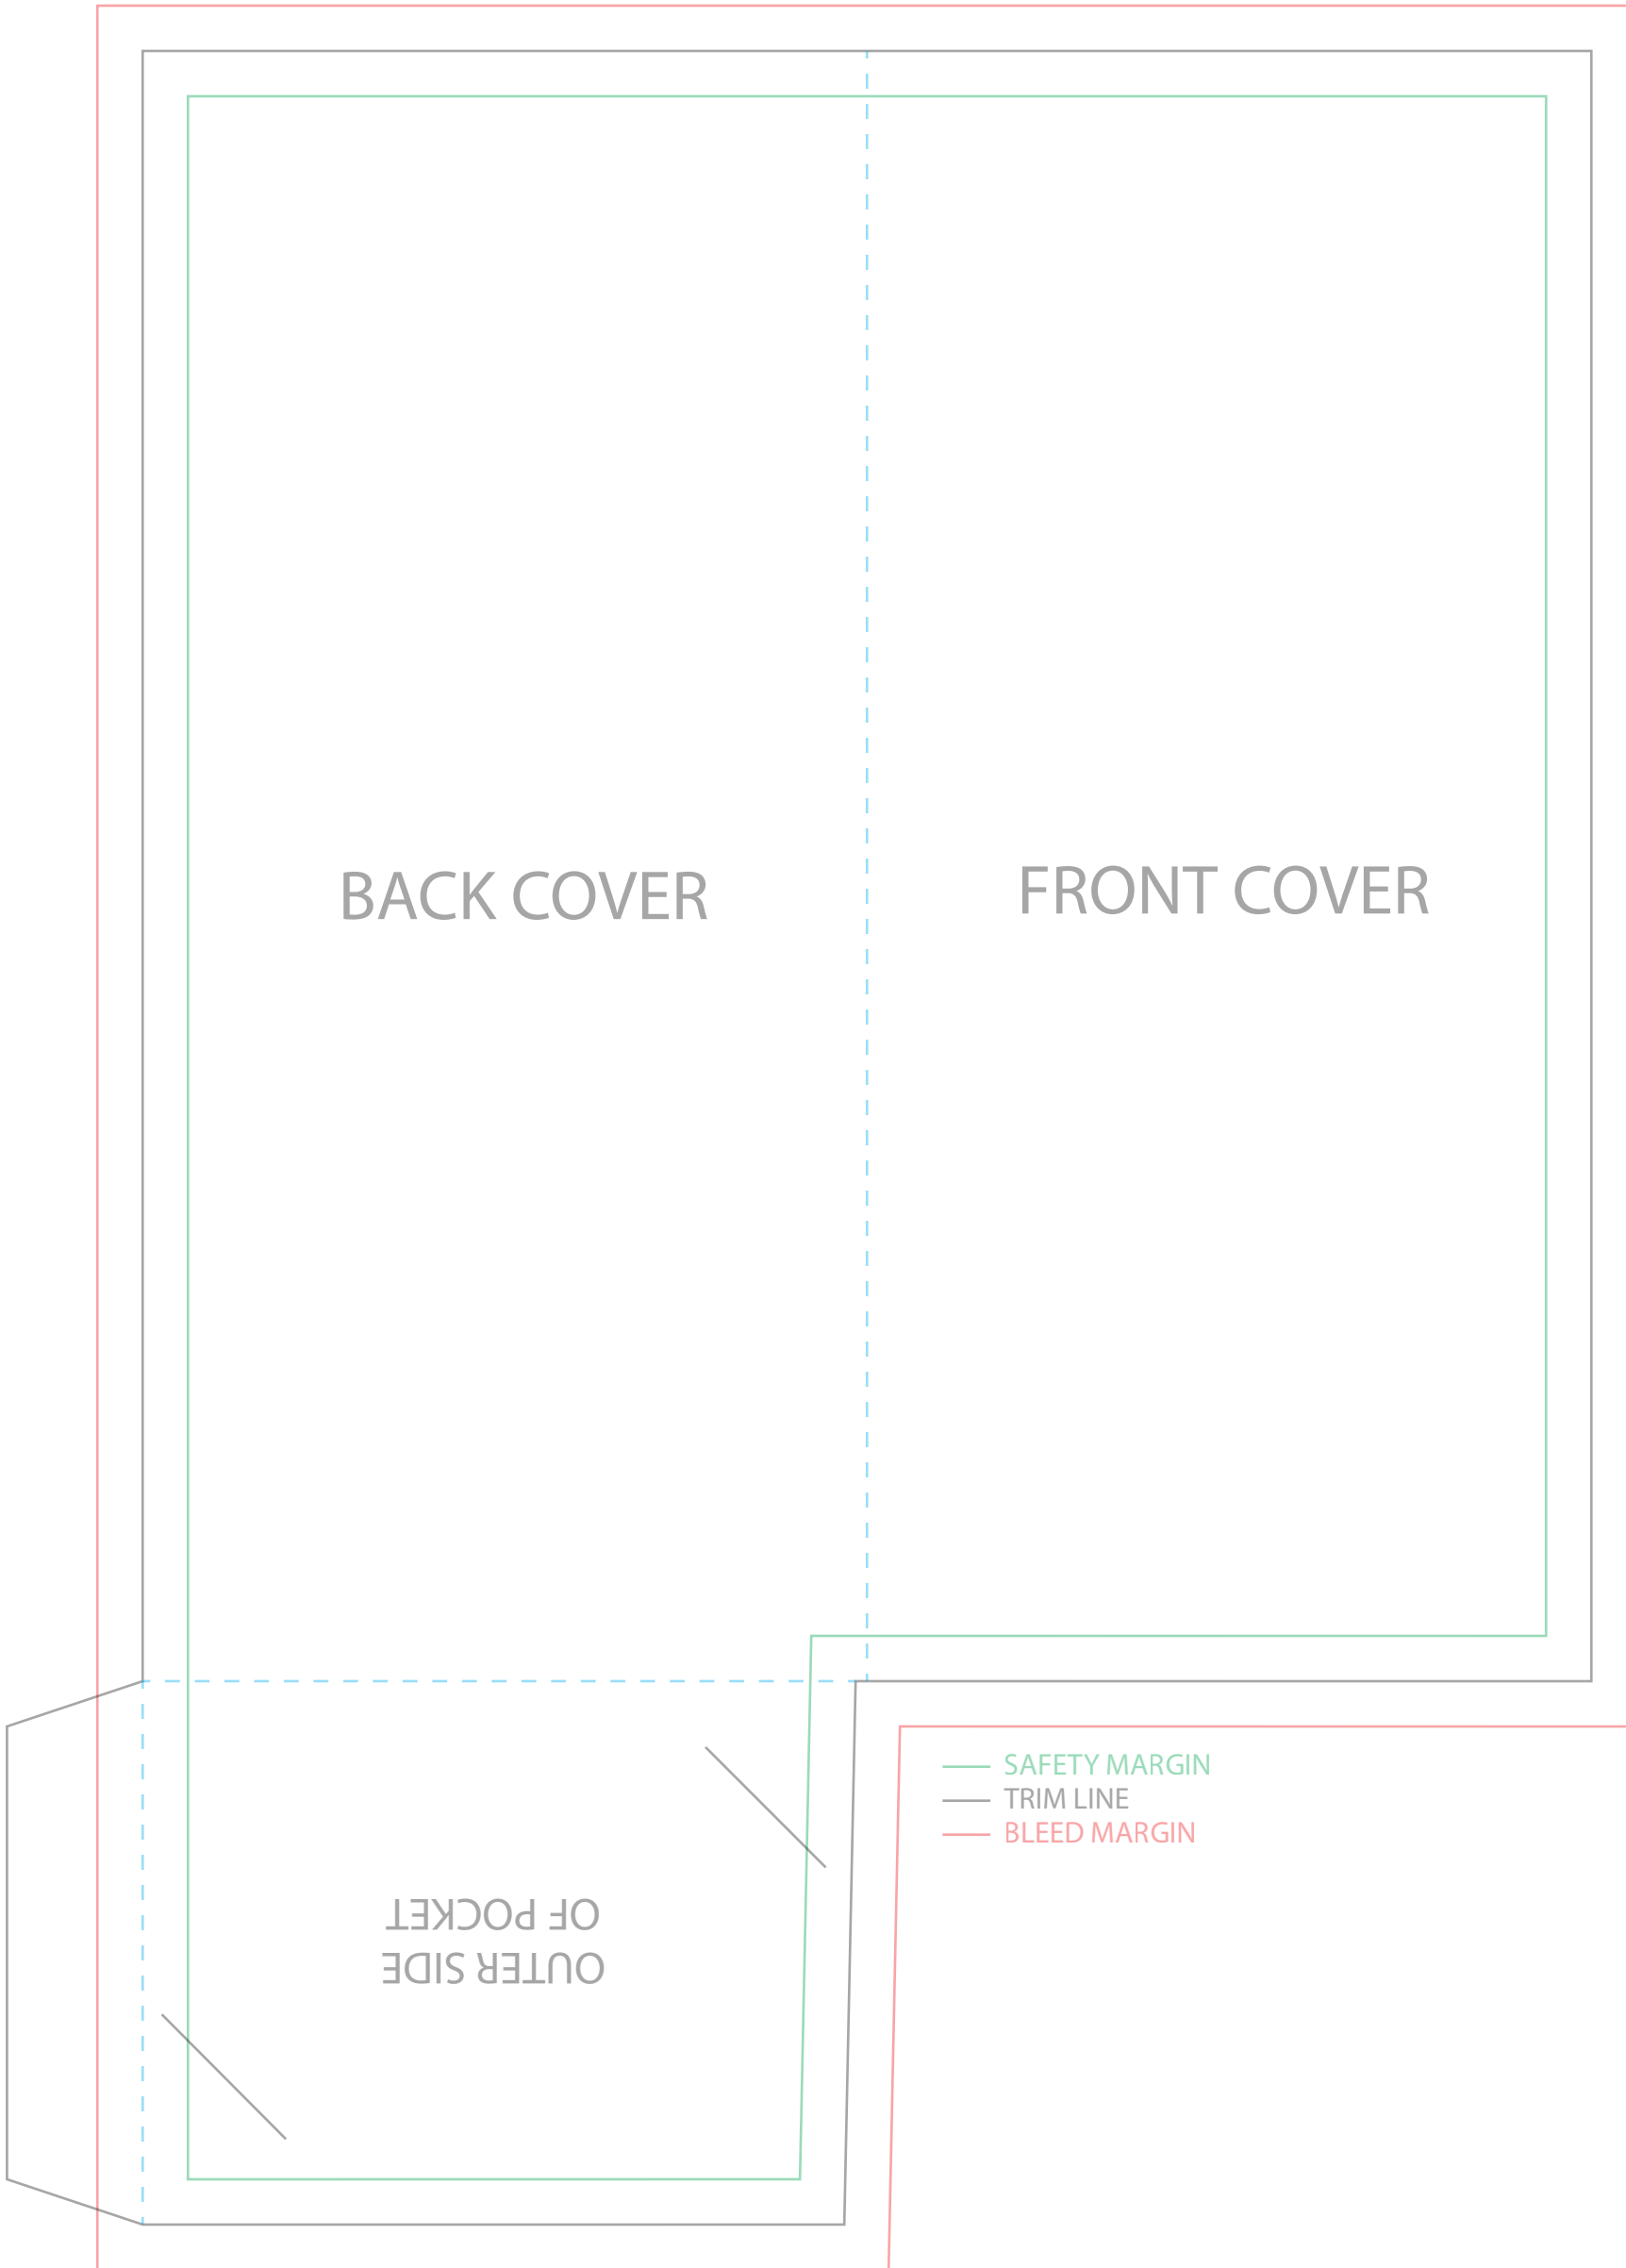 BACK COVER
FRONT COVER
SAFETY MARGIN
TRIM LINE
BLEED MARGIN
OUTER SIDE
OF POCKET